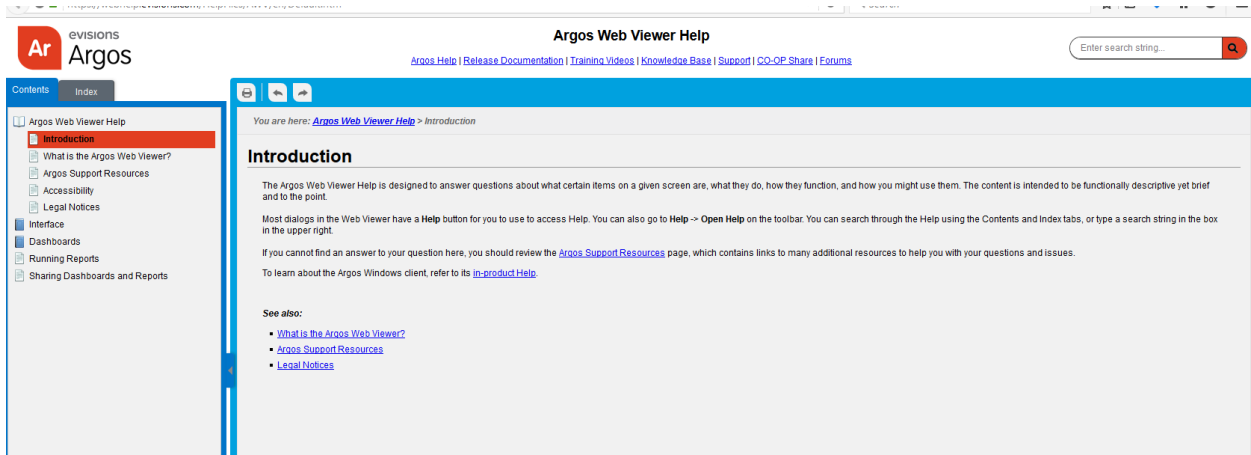 evisions
Ar Argos
Argos Web Viewer Help
Argos Help | Release Documentation | Training Videos | Knowledge Base | Support | CO-OP Share | Forums
Enter search string...
Contents
Index
Argos Web Viewer Help
Introduction
What is the Argos Web Viewer?
Argos Support Resources
Accessibility
Legal Notices
Interface
Dashboards
Running Reports
Sharing Dashboards and Reports
You are here: Argos Web Viewer Help > Introduction
Introduction
The Argos Web Viewer Help is designed to answer questions about what certain items on a given screen are, what they do, how they function, and how you might use them. The content is intended to be functionally descriptive yet brief
and to the point.
Most dialogs in the Web Viewer have a Help button for you to use to access Help. You can also go to Help -> Open Help on the toolbar. You can search through the Help using the Contents and Index tabs, or type a search string in the box
in the upper right.
If you cannot find an answer to your question here, you should review the Argos Support Resources page, which contains links to many additional resources to help you with your questions and issues.
To learn about the Argos Windows client, refer to its in-product Help.
See also:
What is the Argos Web Viewer?
Argos Support Resources
Legal Notices